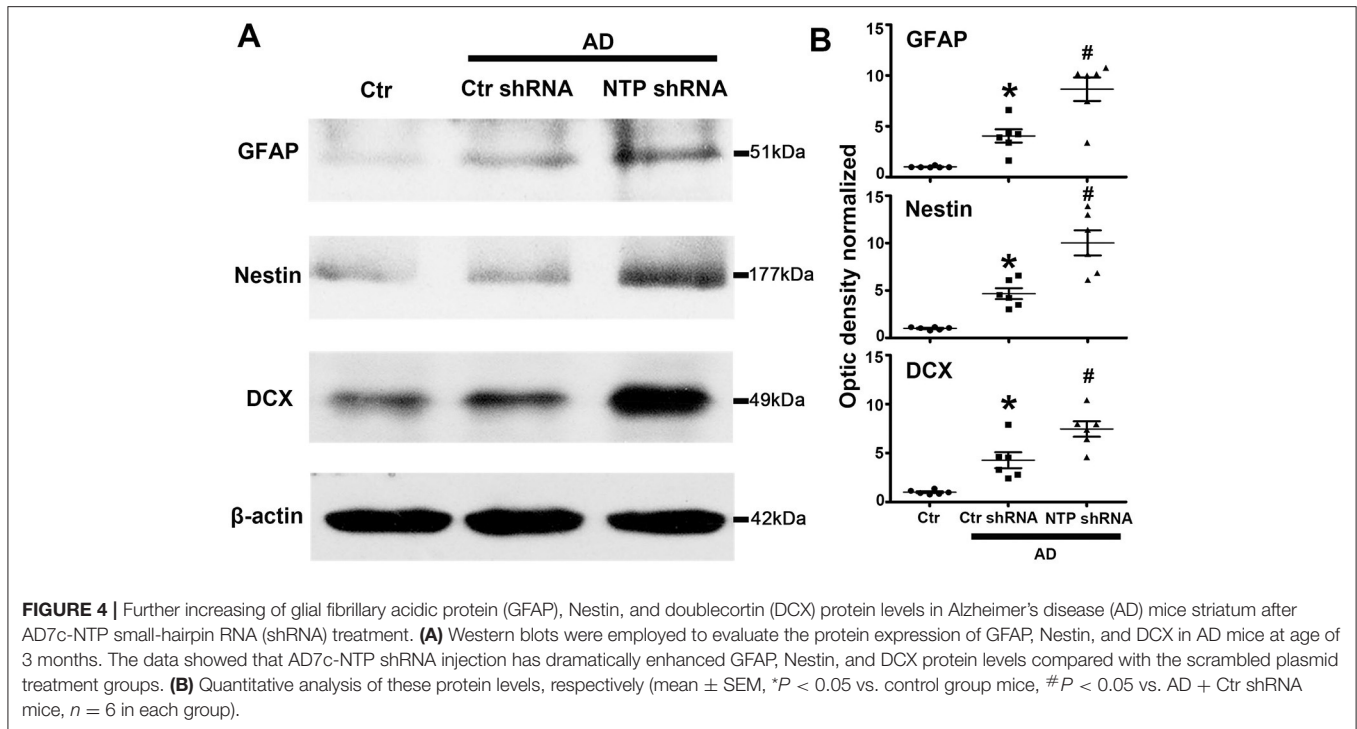 A
AD
Ctr Ctr shRNA NTP shRNA
GFAP 51kDa
Nestin 177kDa
DCX 49kDa
β-actin 42kDa
B
Optic density normalized
GFAP
15
10
5
0
*
#
Nestin
15
10
5
0
*
#
DCX
15
10
5
0
*
#
Ctr Ctr shRNA NTP shRNA
AD
FIGURE 4 | Further increasing of glial fibrillary acidic protein (GFAP), Nestin, and doublecortin (DCX) protein levels in Alzheimer's disease (AD) mice striatum after
AD7c-NTP small-hairpin RNA (shRNA) treatment. (A) Western blots were employed to evaluate the protein expression of GFAP, Nestin, and DCX in AD mice at age of
3 months. The data showed that AD7c-NTP shRNA injection has dramatically enhanced GFAP, Nestin, and DCX protein levels compared with the scrambled plasmid
treatment groups. (B) Quantitative analysis of these protein levels, respectively (mean ± SEM, *P < 0.05 vs. control group mice, #P < 0.05 vs. AD + Ctr shRNA
mice, n = 6 in each group).